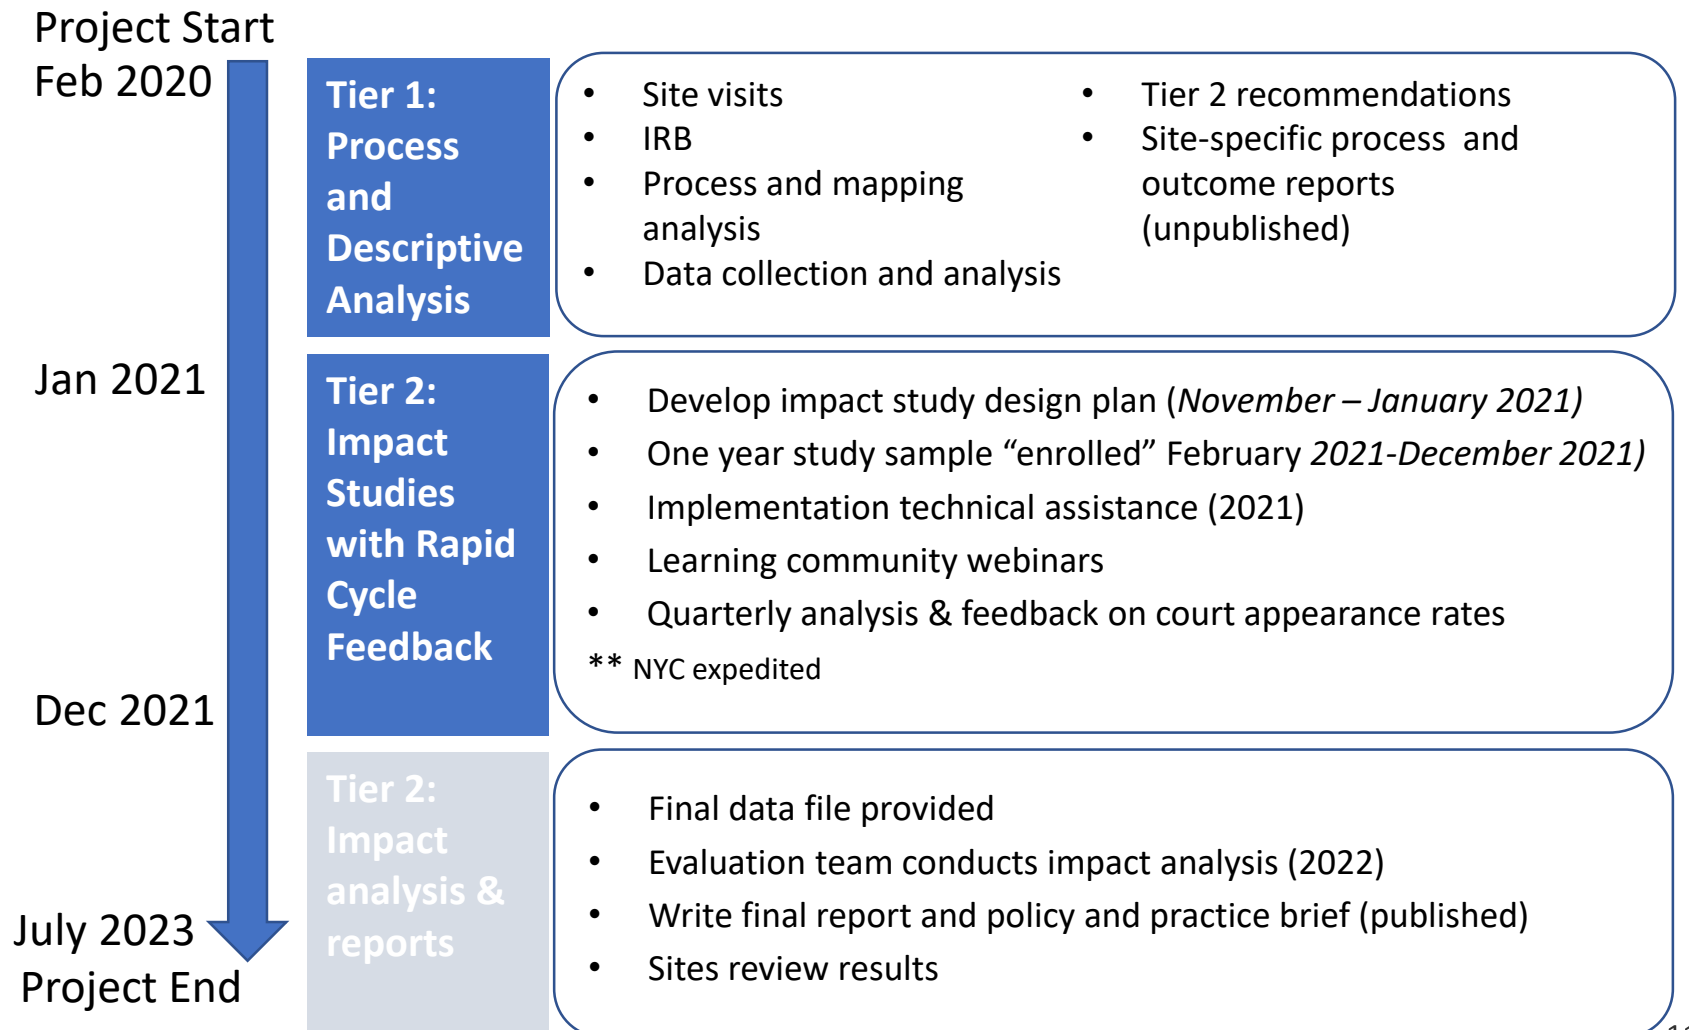 Project Start
Feb 2020
Tier 1:
Process
and
Descriptive
Analysis
• Site visits
• IRB
• Process and mapping
analysis
• Data collection and analysis
• Tier 2 recommendations
• Site-specific process and
outcome reports
(unpublished)
Jan 2021
Tier 2:
Impact
Studies
with Rapid
Cycle
Feedback
• Develop impact study design plan (November – January 2021)
• One year study sample “enrolled” February 2021-December 2021)
• Implementation technical assistance (2021)
• Learning community webinars
• Quarterly analysis & feedback on court appearance rates
** NYC expedited
Dec 2021
Tier 2:
Impact
analysis &
reports
• Final data file provided
• Evaluation team conducts impact analysis (2022)
• Write final report and policy and practice brief (published)
• Sites review results
July 2023
Project End